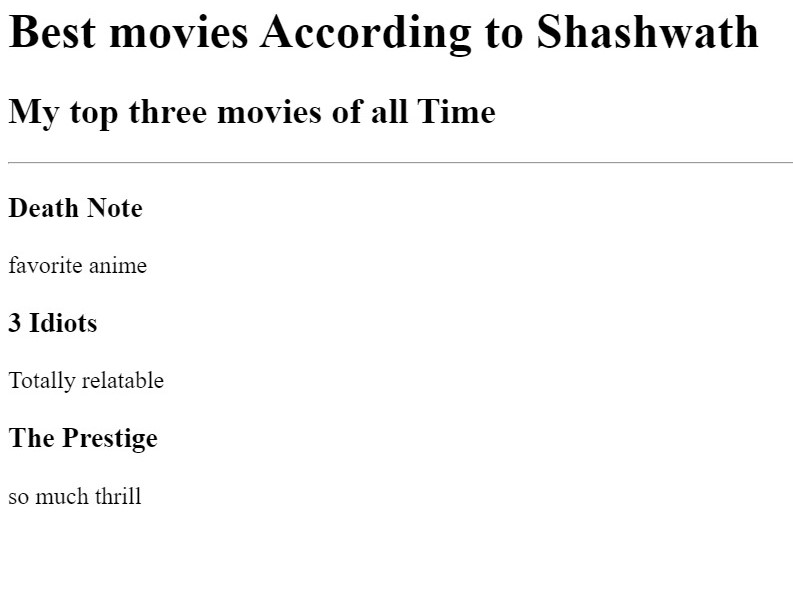 Best movies According to Shashwath
My top three movies of all Time
Death Note
favorite anime
3 Idiots
Totally relatable
The Prestige
so much thrill